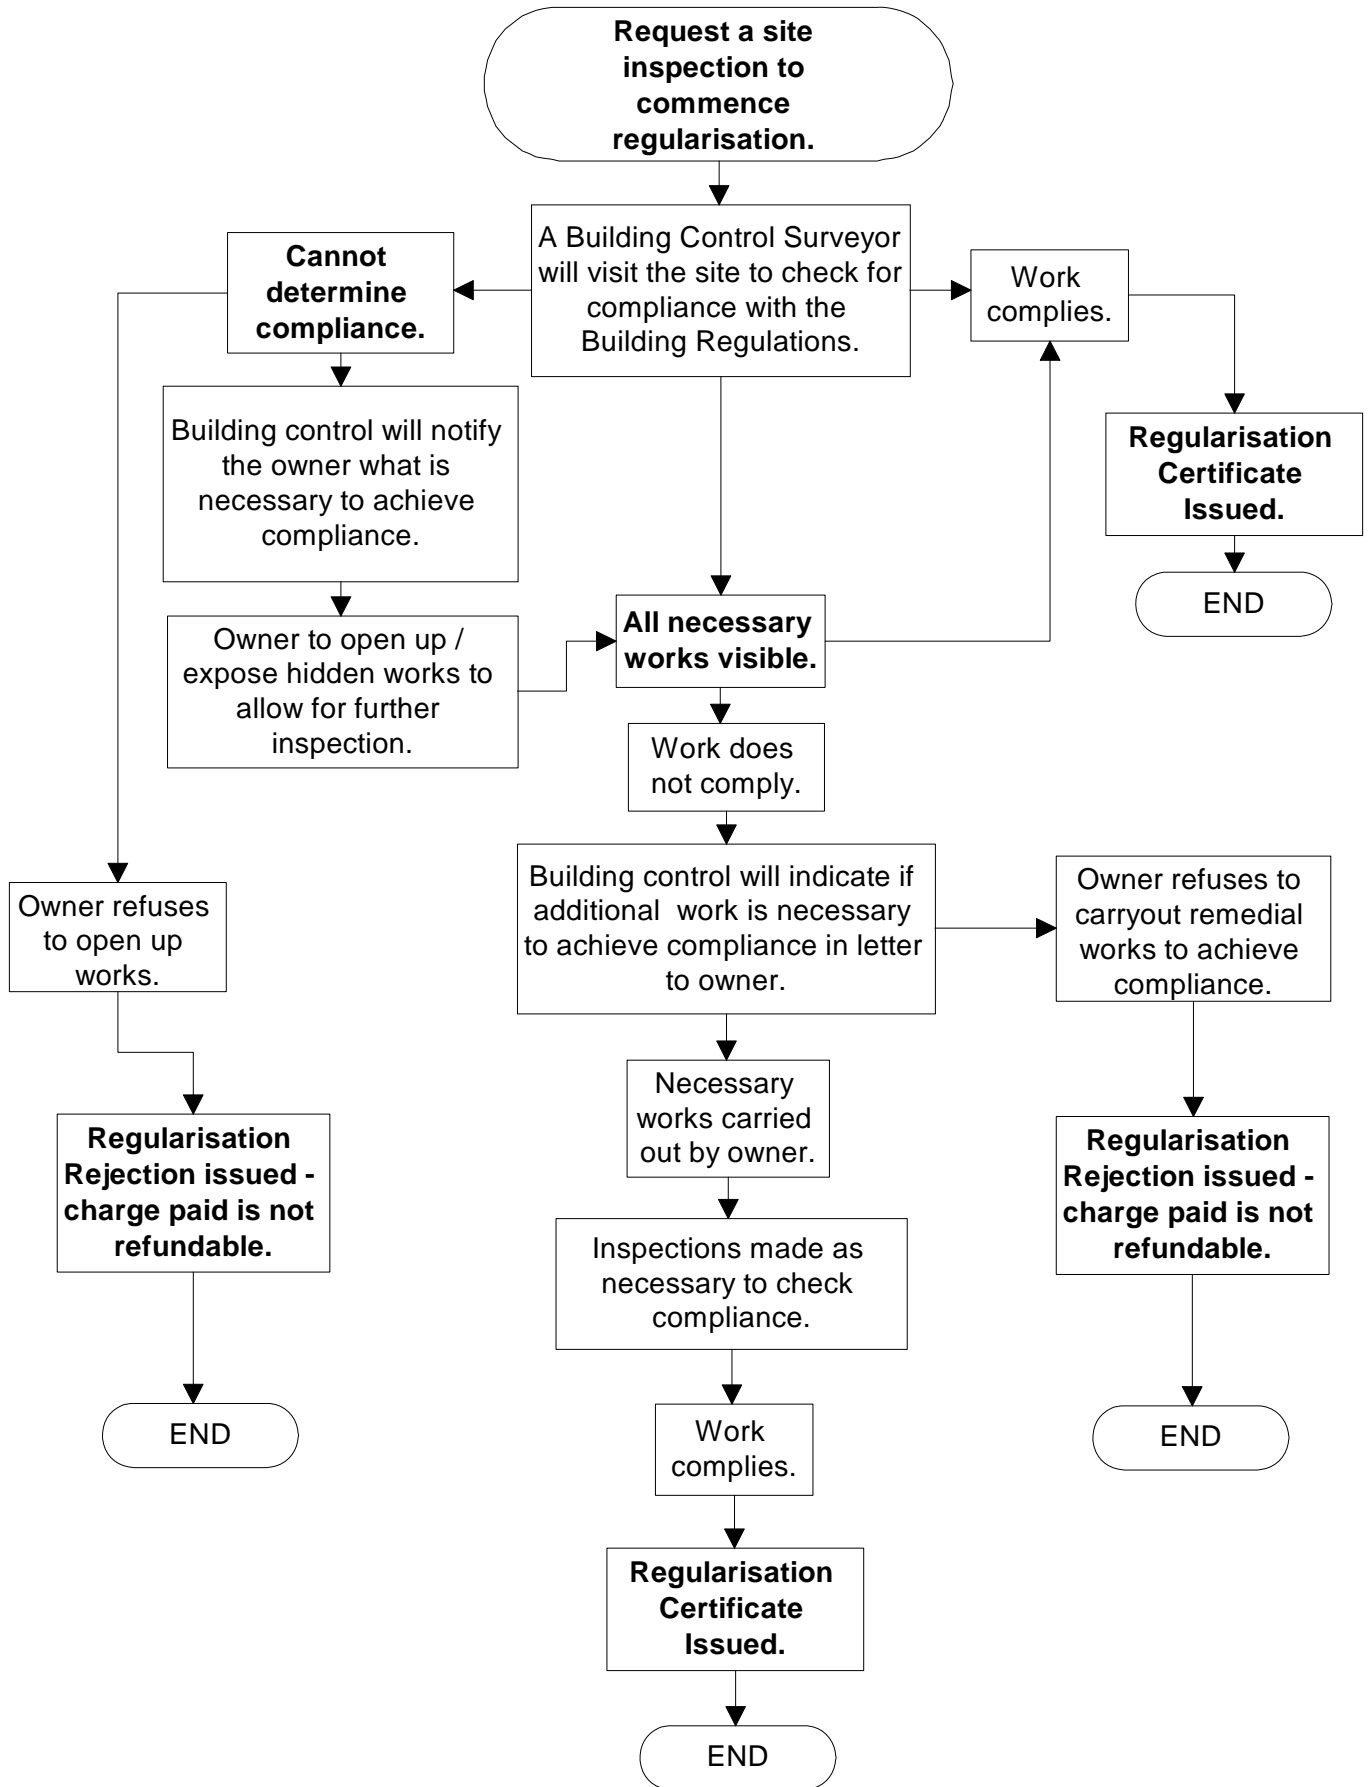 Request a site
inspection to
commence
regularisation.
Cannot
determine
compliance.
A Building Control Surveyor
will visit the site to check for
compliance with the
Building Regulations.
Work
complies.
Building control will notify
the owner what is
necessary to achieve
compliance.
Regularisation
Certificate
Issued.
END
Owner to open up /
expose hidden works to
allow for further
inspection.
All necessary
works visible.
Work does
not comply.
Owner refuses
to open up
works.
Building control will indicate if
additional  work is necessary
to achieve compliance in letter
to owner.
Owner refuses to
carryout remedial
works to achieve
compliance.
Necessary
works carried
out by owner.
Regularisation
Rejection issued -
charge paid is not
refundable.
Regularisation
Rejection issued -
charge paid is not
refundable.
Inspections made as
necessary to check
compliance.
END
Work
complies.
END
Regularisation
Certificate
Issued.
END